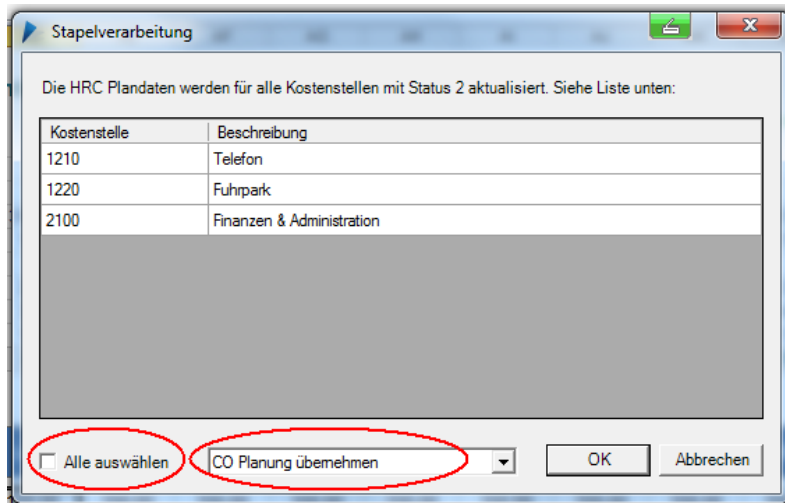 Stapelverarbeitung
Die HRC Plandaten werden für alle Kostenstellen mit Status 2 aktualisiert. Siehe Liste unten:
Kostenstelle Beschreibung
1210 Telefon
1220 Fuhrpark
2100 Finanzen & Administration
Alle auswählen CO Planung übernehmen OK Abbrechen